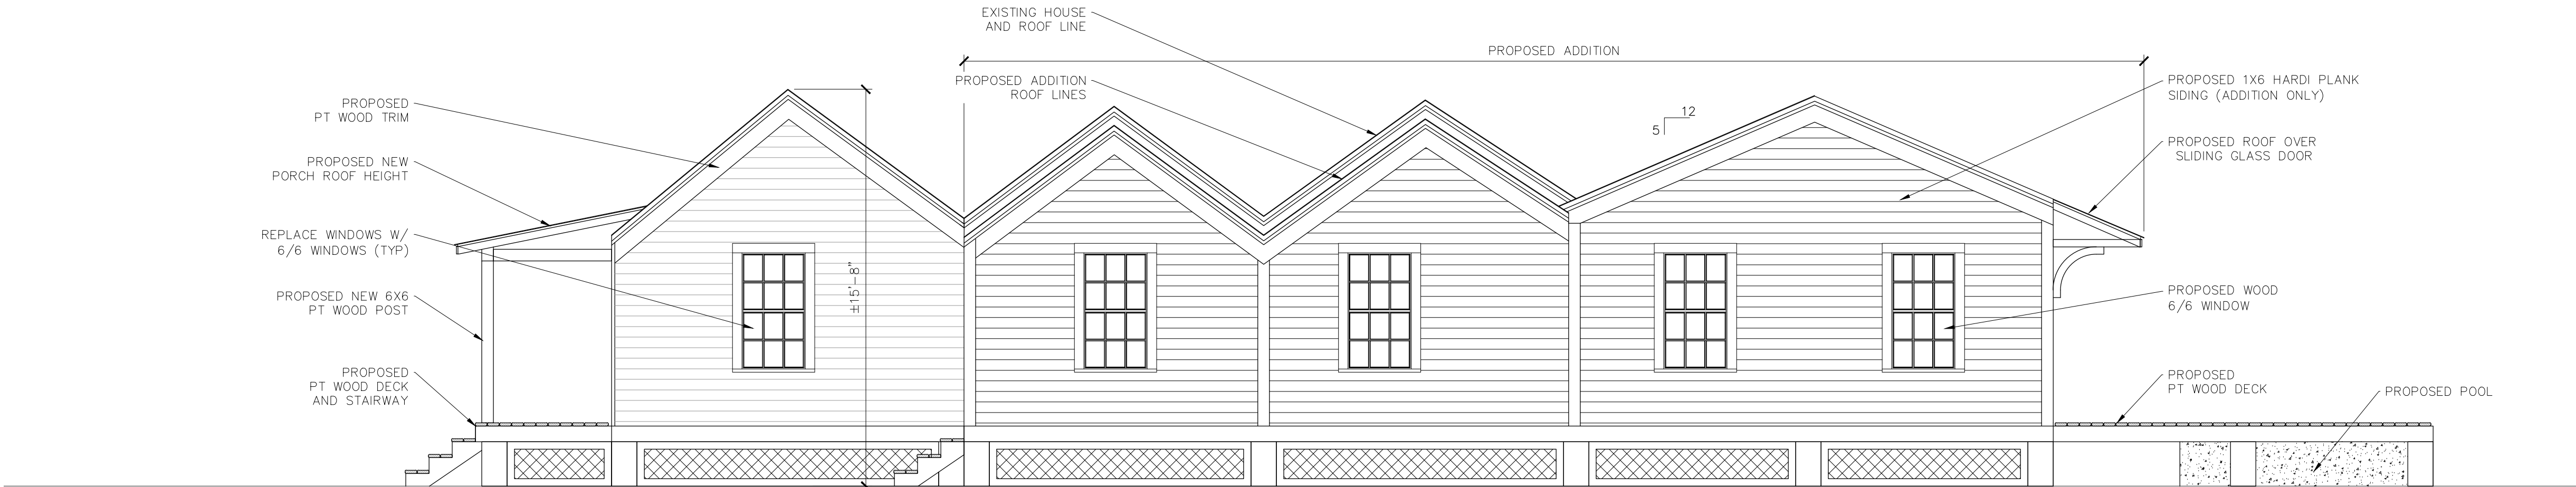 EXISTING HOUSE
AND ROOF LINE
PROPOSED ADDITION
PROPOSED ADDITION
ROOF LINES
PROPOSED
PT WOOD TRIM
PROPOSED NEW
PORCH ROOF HEIGHT
REPLACE WINDOWS W/
6/6 WINDOWS (TYP)
PROPOSED NEW 6X6
PT WOOD POST
PROPOSED
PT WOOD DECK
AND STAIRWAY
±15'-8"
12
5
PROPOSED 1X6 HARDI PLANK
SIDING (ADDITION ONLY)
PROPOSED ROOF OVER
SLIDING GLASS DOOR
PROPOSED WOOD
6/6 WINDOW
PROPOSED
PT WOOD DECK
PROPOSED POOL